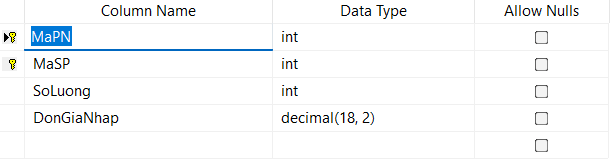 Column Name Data Type Allow Nulls
MaPN int
MaSP int
SoLuong int
DonGiaNhap decimal(18, 2)